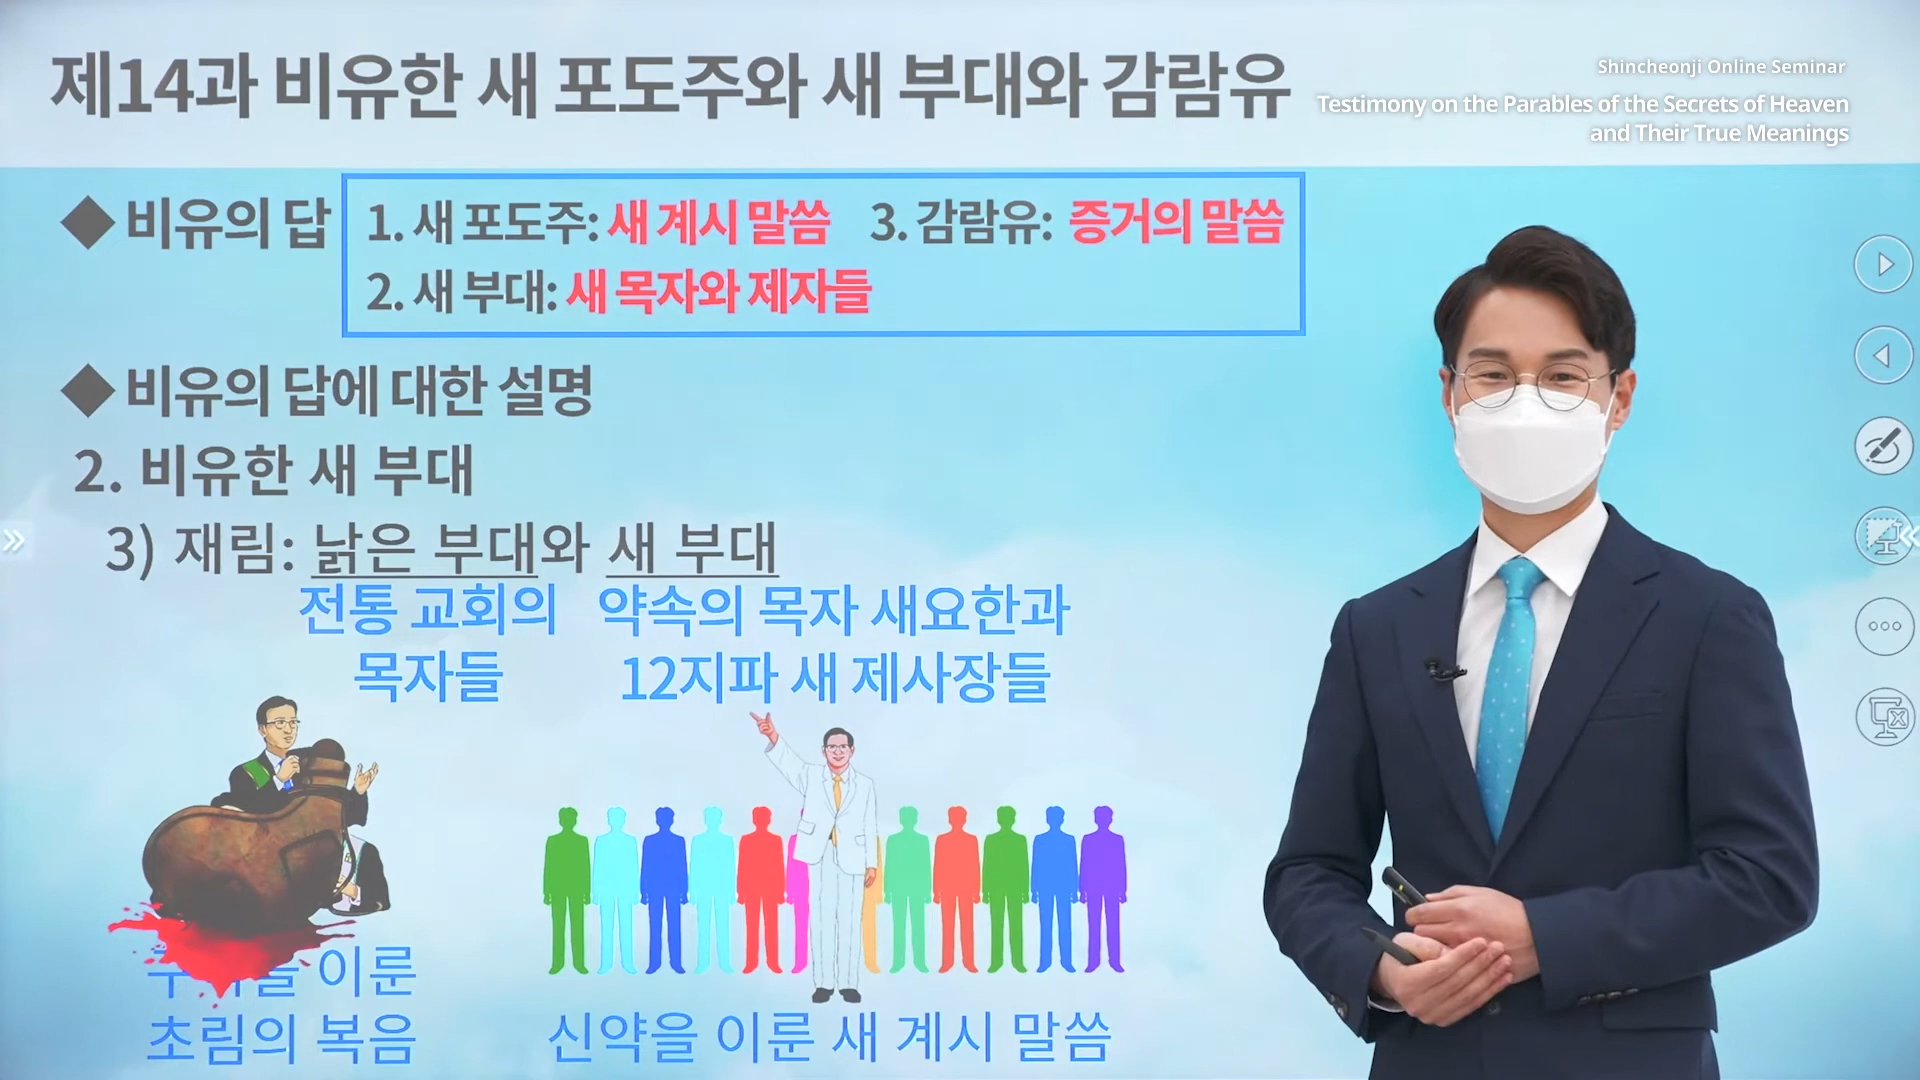 제14과 비유한 새 포도주와 새 부대와 감람유
Shincheonji Online Seminar
Testimony on the Parables of the Secrets of Heaven
and Their True Meanings
◆ 비유의 답
1. 새 포도주: 새 계시 말씀 3. 감람유: 증거의 말씀
2. 새 부대: 새 목자와 제자들
◆ 비유의 답에 대한 설명
2. 비유한 새 부대
3) 재림: 낡은 부대와 새 부대
전통 교회의
목자들
약속의 목자 새요한과
12지파 새 제사장들
이룬
초림의 복음
신약을 이룬 새 계시 말씀